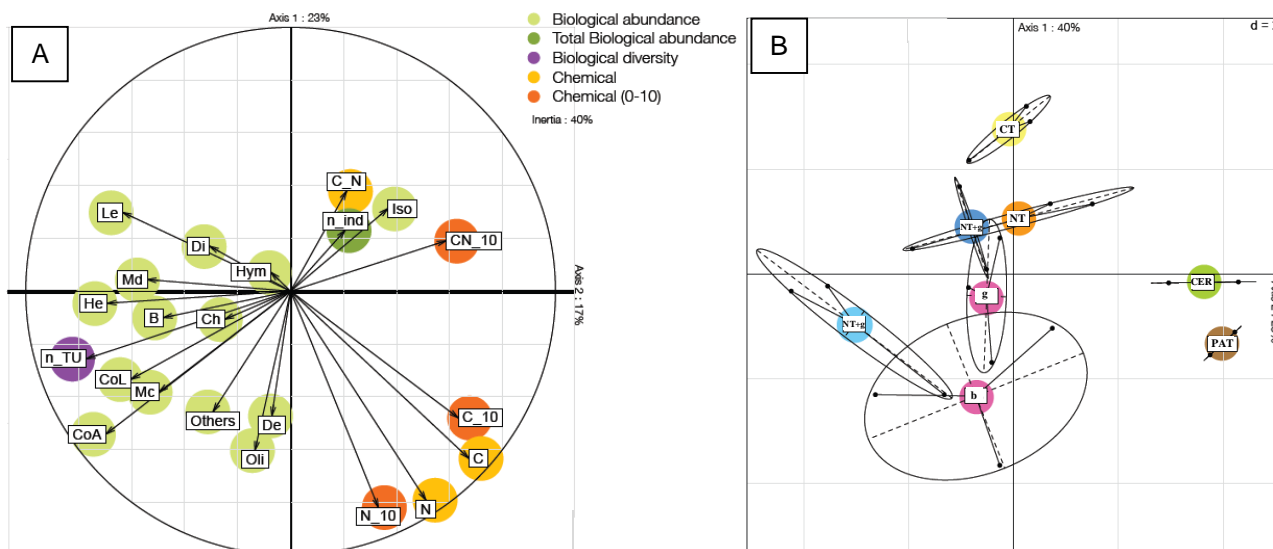 A
Axis 1 : 23%
Biological abundance
Total Biological abundance
Biological diversity
Chemical
Chemical (0-10)
Inertia : 40%
C_N
Le
n_ind
Iso
Di
CN_10
Hym
Md
He
B
Ch
Axis 2 : 17%
n_TU
CoL
Mc
Others
De
C_10
CoA
Oli
C
N_10
N
B
Axis 1 : 40%
d =
CT
NT+g
NT
CER
g
NT+g
PAT
b